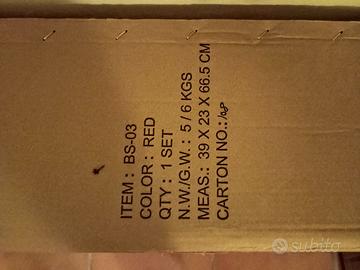 ITEM : BS-03
COLOR : RED
QTY : 1 SET
N.W./G.W. : 5 / 6 KGS
MEAS.: 39 X 23 X 66.5 CM
CARTON NO.: 108
subito